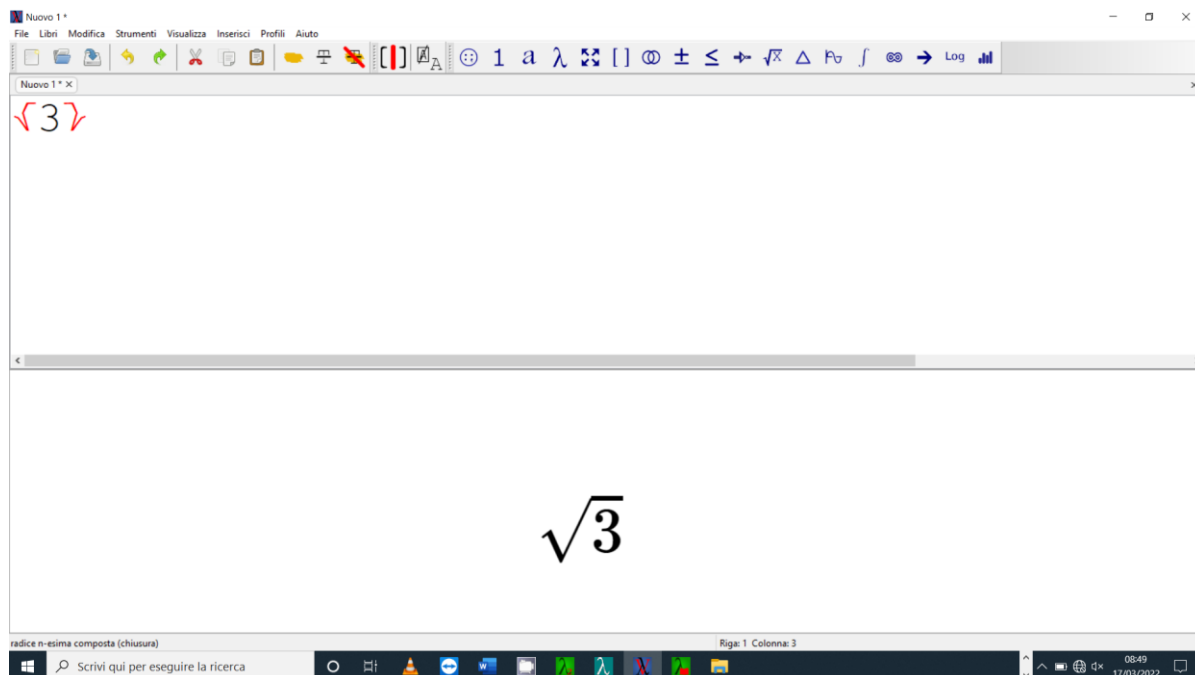 Nuovo 1 *
File Libri Modifica Strumenti Visualizza Inserisci Profili Aiuto
[ ] A A 1 a λ [ ] ± ≤ √x △ ∫ ∞ → Log
Nuovo 1 * ×
3
√3
radice n-esima composta (chiusura) Riga: 1 Colonna: 3
Scrivi qui per eseguire la ricerca 08:49
17/03/2022